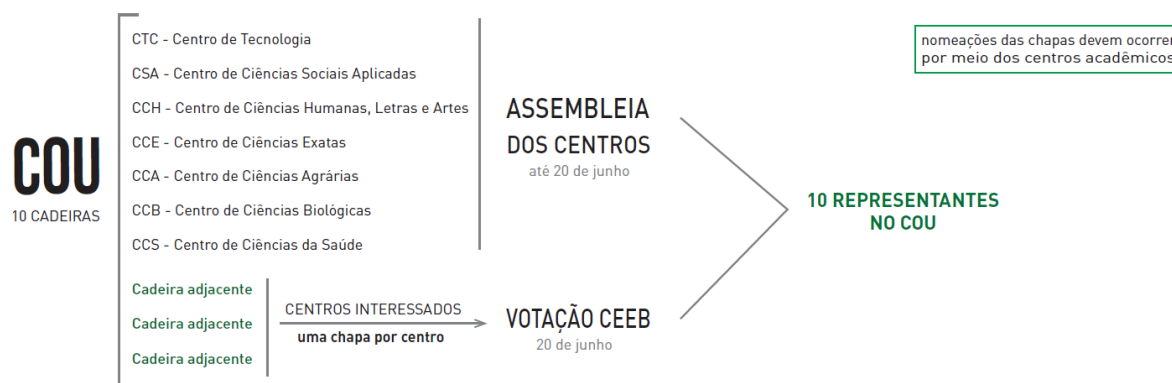 COU
10 CADEIRAS
CTC - Centro de Tecnologia
CSA - Centro de Ciências Sociais Aplicadas
CCH - Centro de Ciências Humanas, Letras e Artes
CCE - Centro de Ciências Exatas
CCA - Centro de Ciências Agrárias
CCB - Centro de Ciências Biológicas
CCS - Centro de Ciências da Saúde
Cadeira adjacente
Cadeira adjacente
Cadeira adjacente
CENTROS INTERESSADOS
uma chapa por centro
ASSEMBLEIA
DOS CENTROS
até 20 de junho
VOTAÇÃO CEEB
20 de junho
10 REPRESENTANTES
NO COU
nomeações das chapas devem ocorrer
por meio dos centros acadêmicos